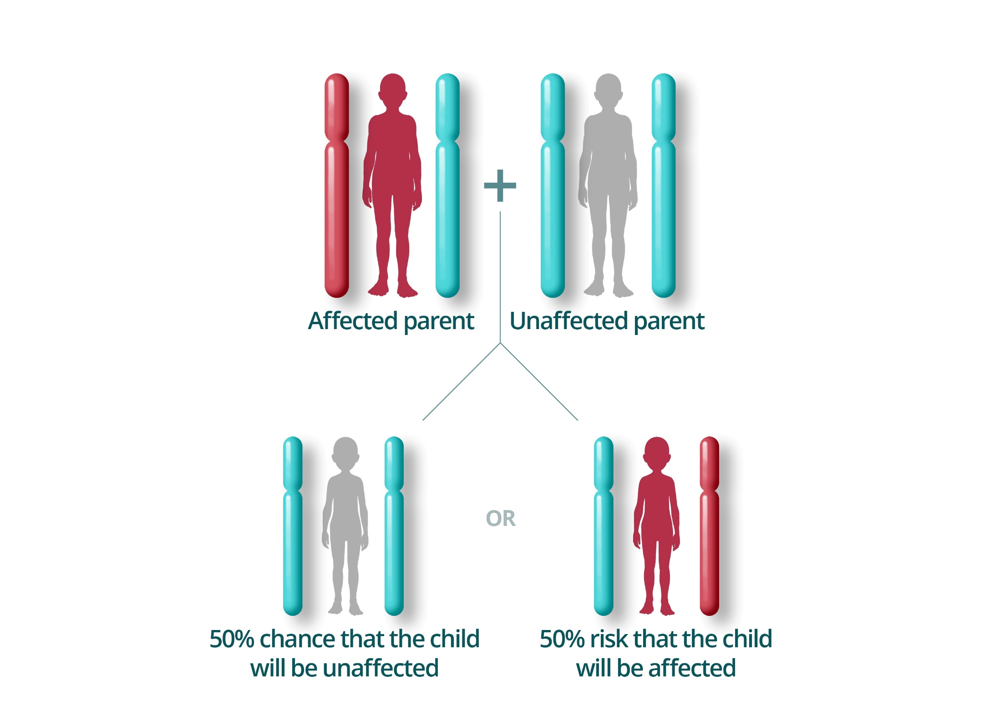 +
Affected parent
Unaffected parent
OR
50% chance that the child
will be unaffected
50% risk that the child
will be affected